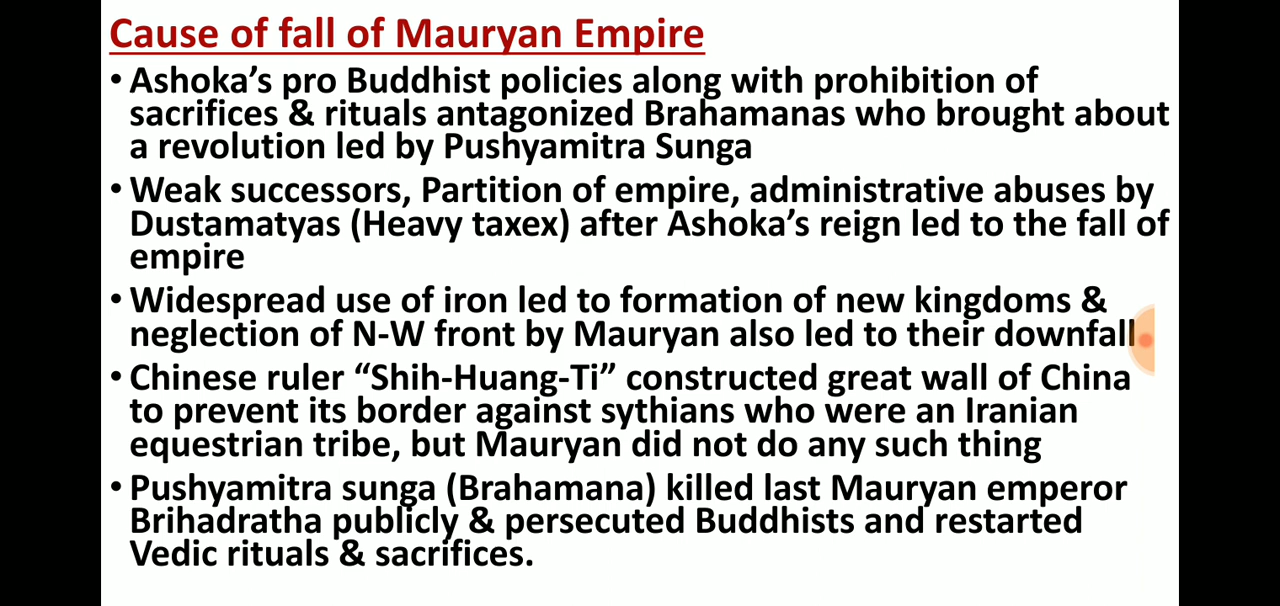 Cause of fall of Mauryan Empire
• Ashoka's pro Buddhist policies along with prohibition of
sacrifices & rituals antagonized Brahamanas who brought about
a revolution led by Pushyamitra Sunga
• Weak successors, Partition of empire, administrative abuses by
Dustamatyas (Heavy taxex) after Ashoka's reign led to the fall of
empire
• Widespread use of iron led to formation of new kingdoms &
neglection of N-W front by Mauryan also led to their downfall
• Chinese ruler “Shih-Huang-Ti” constructed great wall of China
to prevent its border against sythians who were an Iranian
equestrian tribe, but Mauryan did not do any such thing
• Pushyamitra sunga (Brahamana) killed last Mauryan emperor
Brihadratha publicly & persecuted Buddhists and restarted
Vedic rituals & sacrifices.